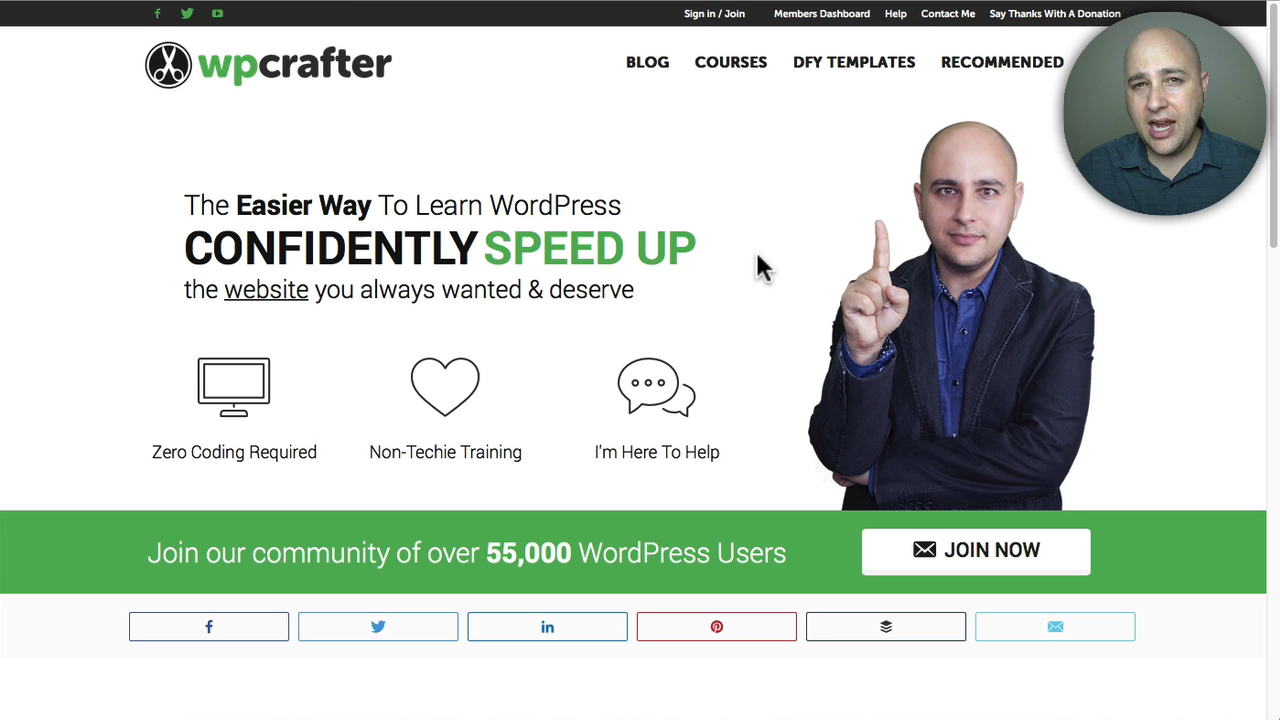 Sign in / Join
Members Dashboard
Help
Contact Me
Say Thanks With A Donation
wpcrafter
BLOG
COURSES
DFY TEMPLATES
RECOMMENDED
The Easier Way To Learn WordPress
CONFIDENTLY SPEED UP
the website you always wanted & deserve
Zero Coding Required
Non-Techie Training
I'm Here To Help
Join our community of over 55,000 WordPress Users
JOIN NOW